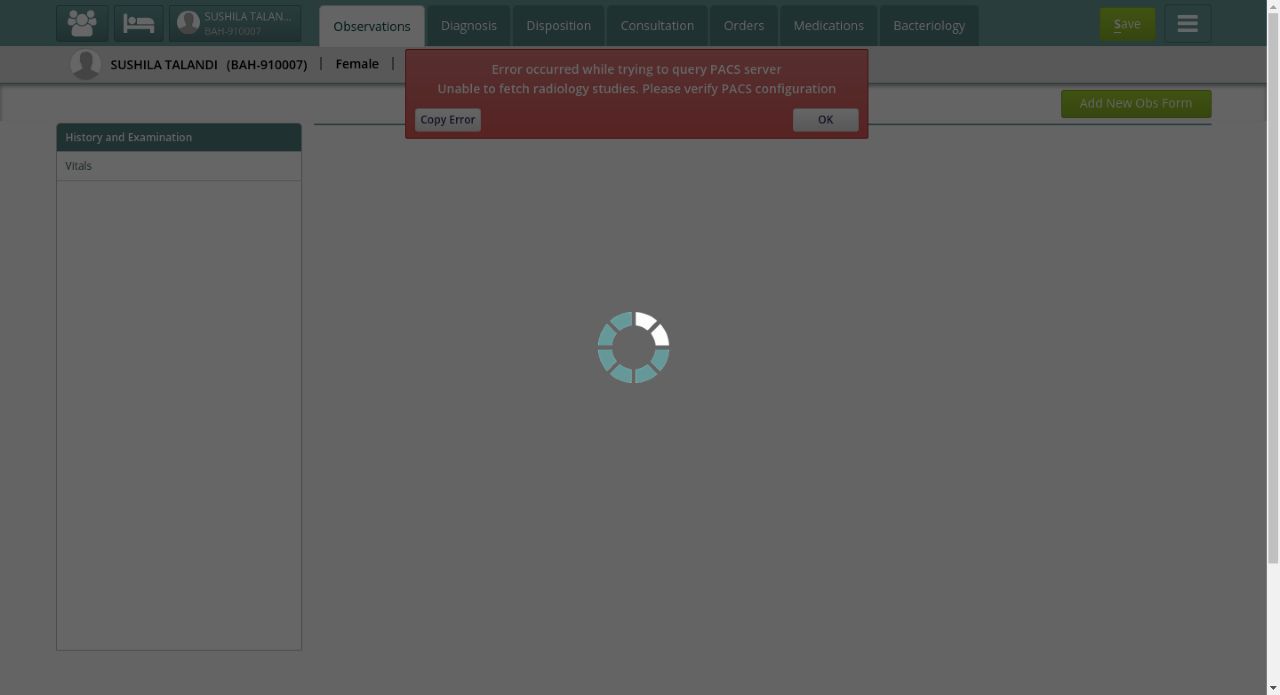 SUSHILA TALAN...
BAH-910007
Observations
Diagnosis
Disposition
Consultation
Orders
Medications
Bacteriology
Save
SUSHILA TALANDI (BAH-910007) | Female |
Error occurred while trying to query PACS server
Unable to fetch radiology studies. Please verify PACS configuration
Copy Error
OK
Add New Obs Form
History and Examination
Vitals